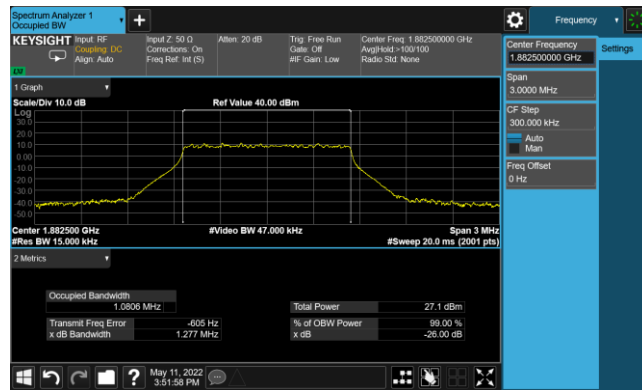 Spectrum Analyzer 1
Occupied BW
Frequency
KEYSIGHT
Input: RF
Coupling: DC
Align: Auto
Input Z: 50 Ω
Corrections: On
Freq Ref: Int (S)
Atten: 20 dB
Trig: Free Run
Gate: Off
#IF Gain: Low
Center Freq: 1.882500000 GHz
Avg|Hold:>100/100
Radio Std: None
Center Frequency
1.882500000 GHz
Settings
Span
3.0000 MHz
CF Step
300.000 kHz
Auto
Man
Freq Offset
0 Hz
1 Graph
Scale/Div 10.0 dB
Ref Value 40.00 dBm
Log
30.0
20.0
10.0
0.00
-10.0
-20.0
-30.0
-40.0
-50.0
Center 1.882500 GHz
#Video BW 47.000 kHz
Span 3 MHz
#Res BW 15.000 kHz
#Sweep 20.0 ms (2001 pts)
2 Metrics
Occupied Bandwidth
1.0806 MHz
Total Power
27.1 dBm
Transmit Freq Error
-605 Hz
% of OBW Power
99.00 %
x dB Bandwidth
1.277 MHz
x dB
-26.00 dB
?
May 11, 2022
3:51:58 PM